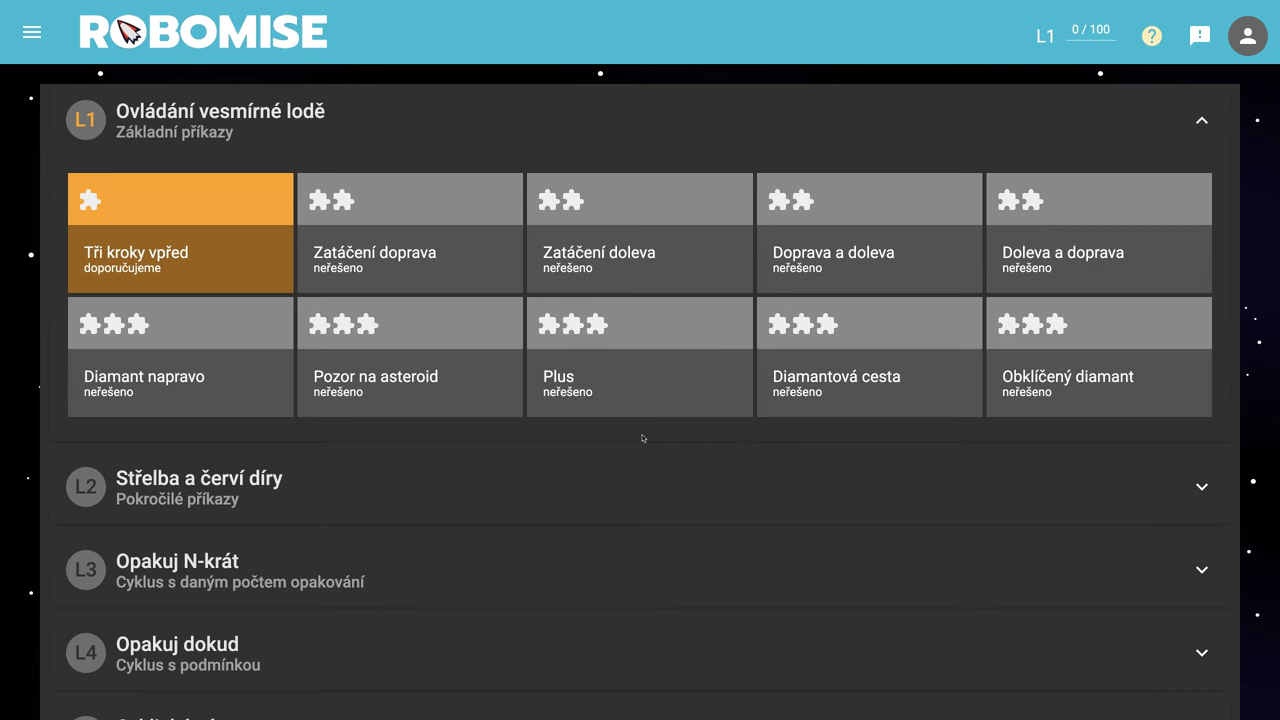 ROBOMISE
L1
0 / 100
?
L1
Ovládání vesmírné lodě
Základní příkazy
Tři kroky vpřed
doporučujeme
Zatáčení doprava
neřešeno
Zatáčení doleva
neřešeno
Doprava a doleva
neřešeno
Doleva a doprava
neřešeno
Diamant napravo
neřešeno
Pozor na asteroid
neřešeno
Plus
neřešeno
Diamantová cesta
neřešeno
Obklíčený diamant
neřešeno
L2
Střelba a červí díry
Pokročilé příkazy
L3
Opakuj N-krát
Cyklus s daným počtem opakování
L4
Opakuj dokud
Cyklus s podmínkou